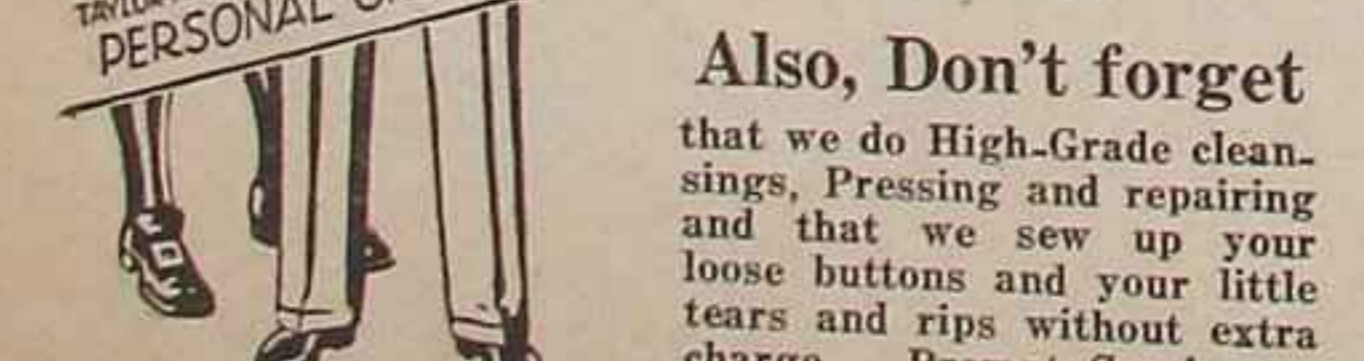 PERSONAL
Also, Don't forget
that we do High-Grade clean-
sings, Pressing and repairing
and that we sew up your
loose buttons and your little
tears and rips without extra
charge